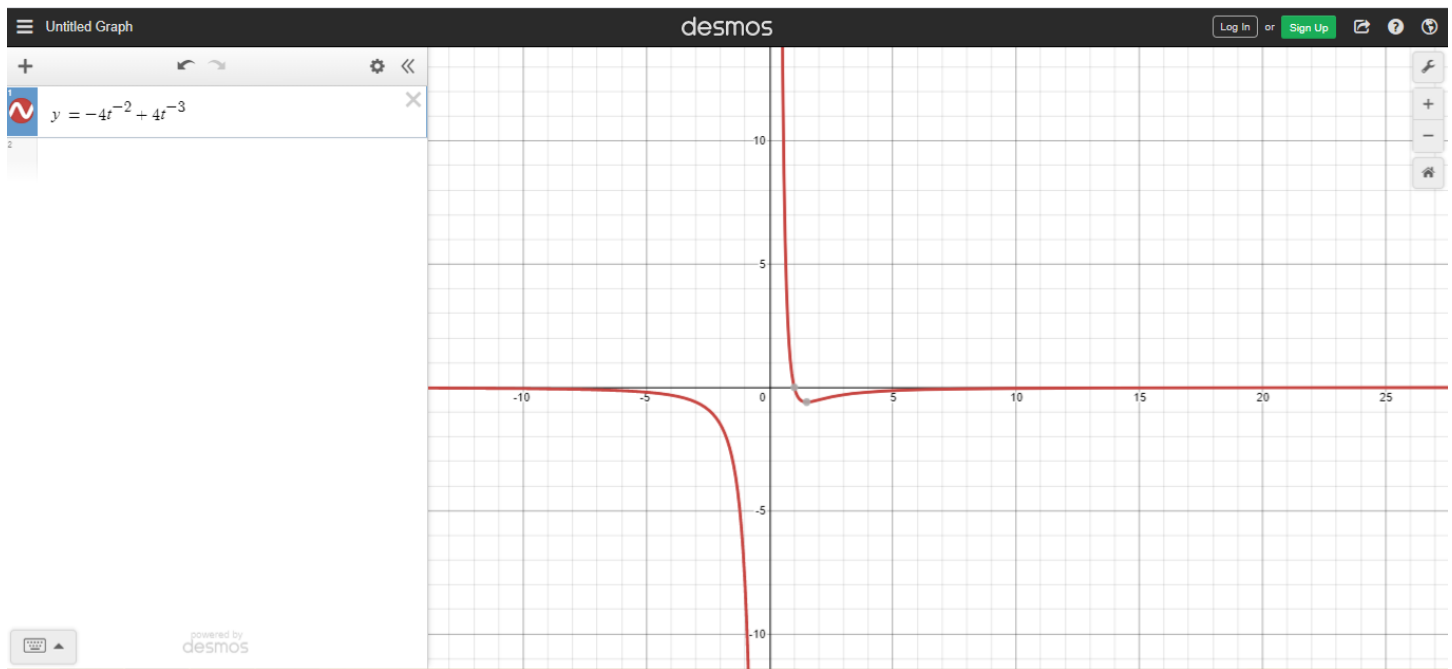 Untitled Graph
desmos
Log In or Sign Up
1
y = −4t⁻² + 4t⁻³
2
10
5
-10
-5
0
5
10
15
20
25
-5
-10
powered by
desmos